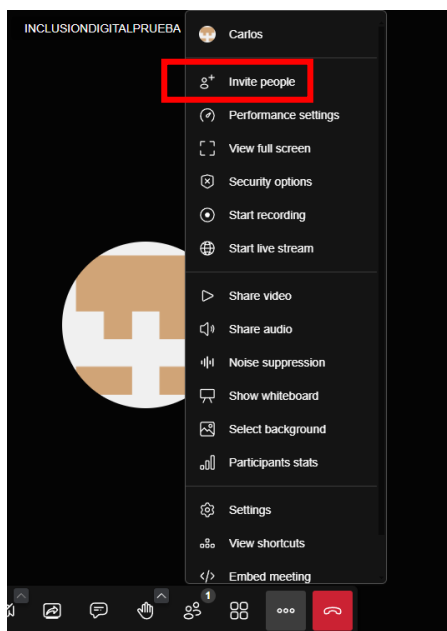 INCLUSIONDIGITALPRUEBA
Carlos
Invite people
Performance settings
View full screen
Security options
Start recording
Start live stream
Share video
Share audio
Noise suppression
Show whiteboard
Select background
Participants stats
Settings
View shortcuts
Embed meeting
1